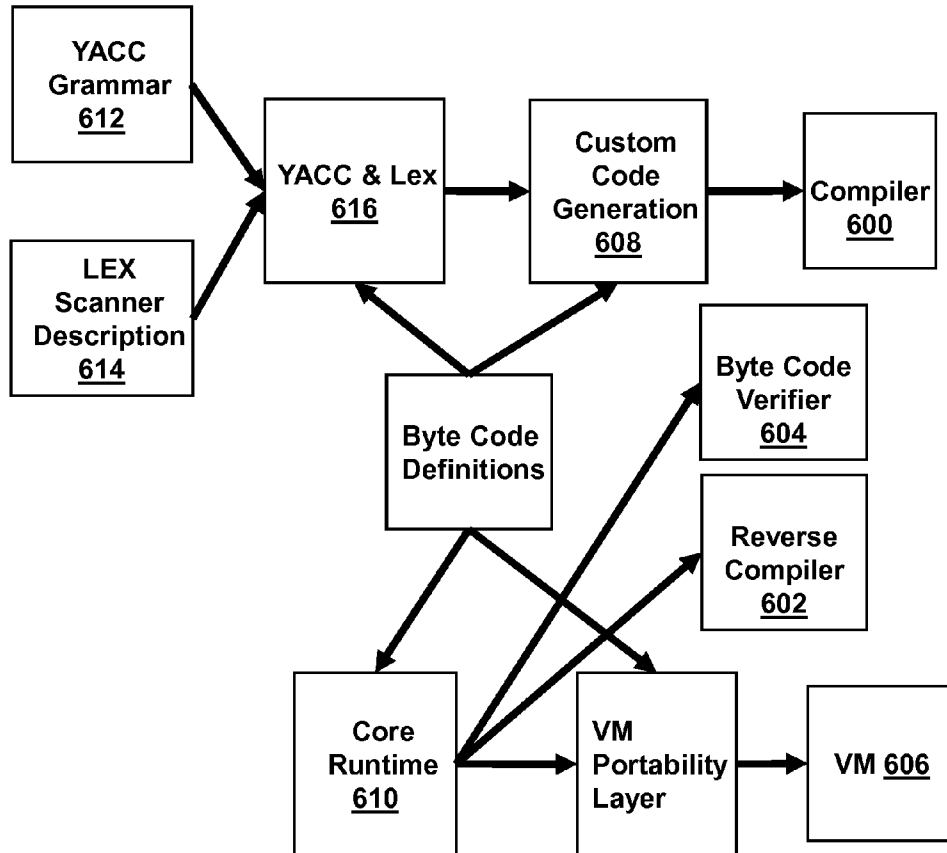 YACC
Grammar
612
YACC & Lex
616
Custom
Code
Generation
608
Compiler
600
LEX
Scanner
Description
614
Byte Code
Definitions
Byte Code
Verifier
604
Reverse
Compiler
602
Core
Runtime
610
VM
Portability
Layer
VM 606